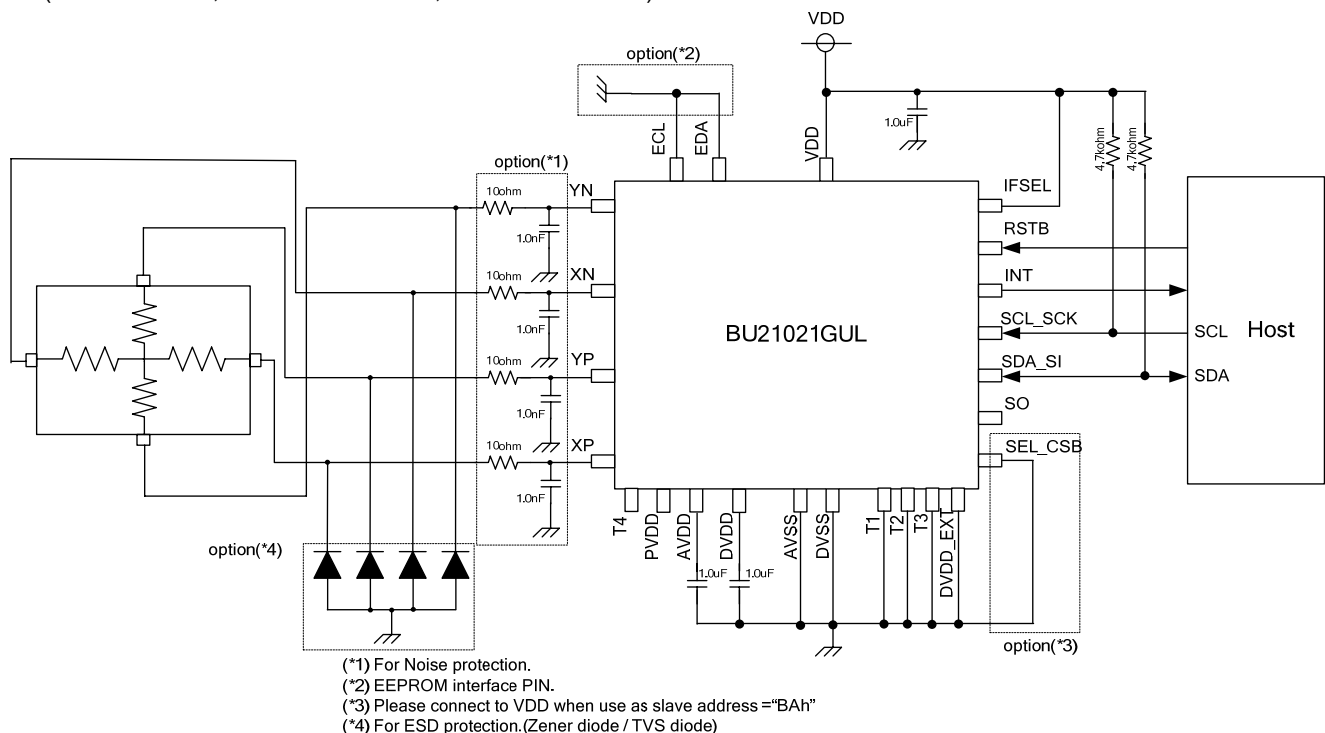 VDD
option(*2)
ECL
EDA
VDD
1.0uF
4.7kohm
4.7kohm
option(*1)
10ohm
YN
1.0nF
10ohm
XN
1.0nF
10ohm
YP
1.0nF
10ohm
XP
1.0nF
BU21021GUL
IFSEL
RSTB
INT
SCL_SCK
SDA_SI
SO
SEL_CSB
SCL
SDA
Host
T4
PVDD
AVDD
DVDD
AVSS
DVSS
T1
T2
T3
DVDD_EXT
1.0uF
1.0uF
option(*3)
option(*4)
(*1) For Noise protection.
(*2) EEPROM interface PIN.
(*3) Please connect to VDD when use as slave address="BAh"
(*4) For ESD protection.(Zener diode / TVS diode)